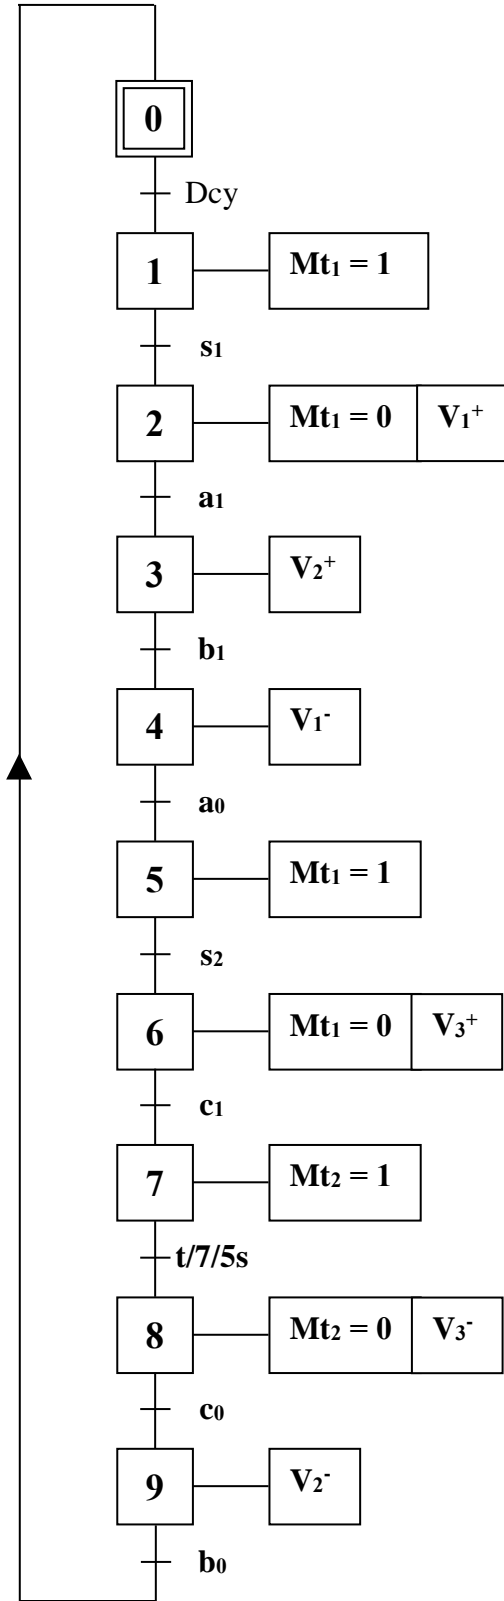 0
Dcy
1 Mt₁ = 1
s₁
2 Mt₁ = 0 V₁⁺
a₁
3 V₂⁺
b₁
4 V₁⁻
a₀
5 Mt₁ = 1
s₂
6 Mt₁ = 0 V₃⁺
c₁
7 Mt₂ = 1
t/7/5s
8 Mt₂ = 0 V₃⁻
c₀
9 V₂⁻
b₀